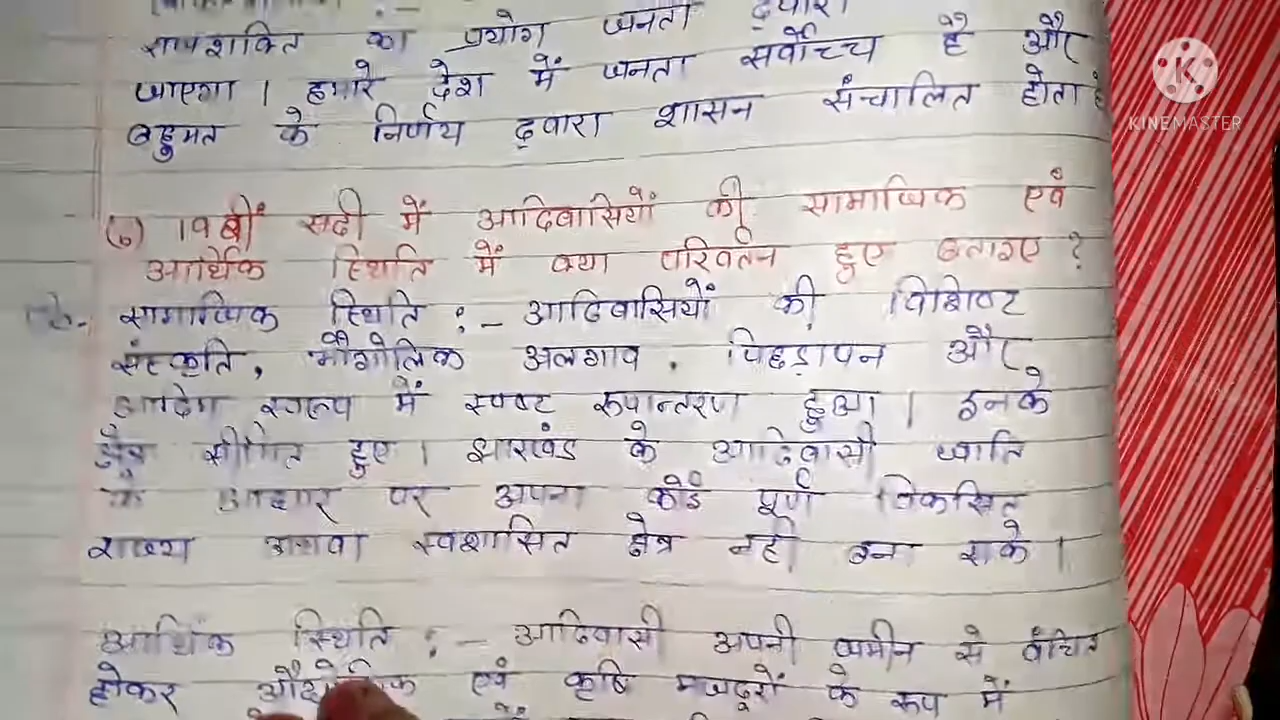 राजशक्ति का प्रयोग जनता द्वारा
जाएगा । हमारे देश में जनता सर्वोच्च है और
बहुमत के निर्णय द्वारा शासन संचालित होता है
K
KINEMASTER
(6) 19वीं सदी में आदिवासियों की सामाजिक एवं
आर्थिक स्थिति में क्या परिवर्तन हुए बताइए ?
सामाजिक स्थिति :- आदिवासियों की विशिष्ट
संस्कृति, भौगोलिक अलगाव, पिछड़ापन और
आदिम स्वरूप में स्पष्ट रूपान्तरण हुआ । इनके
क्षेत्र सीमित हुए । झारखंड के आदिवासी जाति
के आधार पर अपना कोई पूर्ण विकसित
राज्य अथवा स्वशासित क्षेत्र नही बना सके ।
आर्थिक स्थिति :- आदिवासी अपनी जमीन से वंचित
होकर एवं कृषि मजदूरों के रूप में